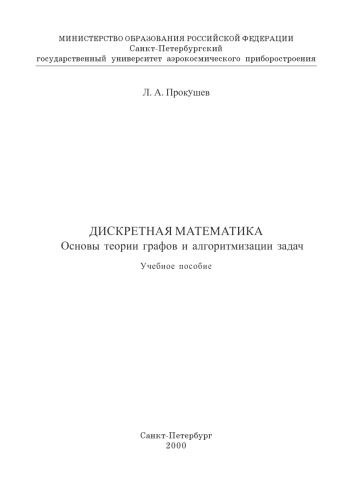 МИНИСТЕРСТВО ОБРАЗОВАНИЯ РОССИЙСКОЙ ФЕДЕРАЦИИ
Санкт-Петербургский
государственный университет аэрокосмического приборостроения
Л. А. Прокушев
ДИСКРЕТНАЯ МАТЕМАТИКА
Основы теории графов и алгоритмизации задач
Учебное пособие
Санкт-Петербург
2000